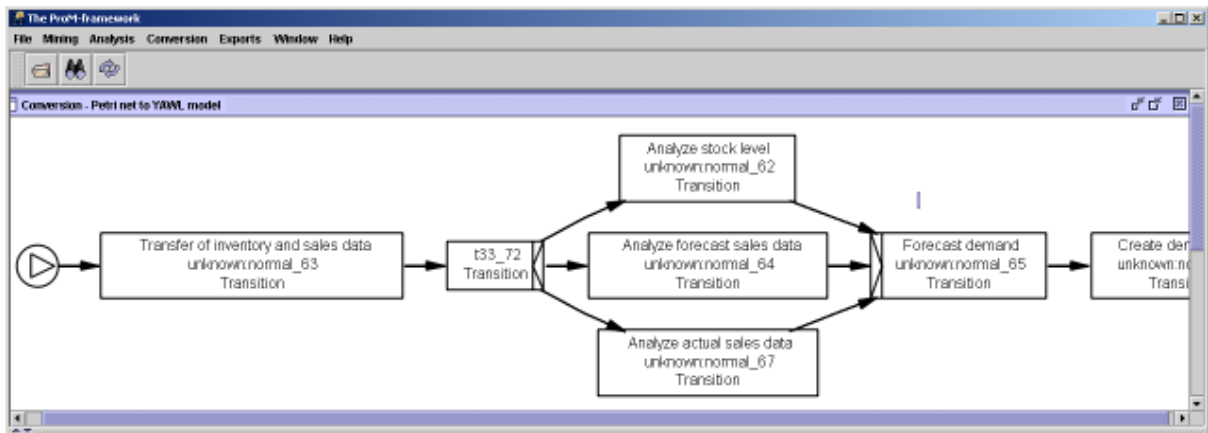 The ProM-framework
File Mining Analysis Conversion Exports Window Help
Conversion - Petri net to YAWL model
Analyze stock level
unknown:normal_62
Transition
Transfer of inventory and sales data
unknown:normal_63
Transition
t33_72
Transition
Analyze forecast sales data
unknown:normal_64
Transition
Forecast demand
unknown:normal_65
Transition
Create
Analyze actual sales data
unknown:normal_67
Transition